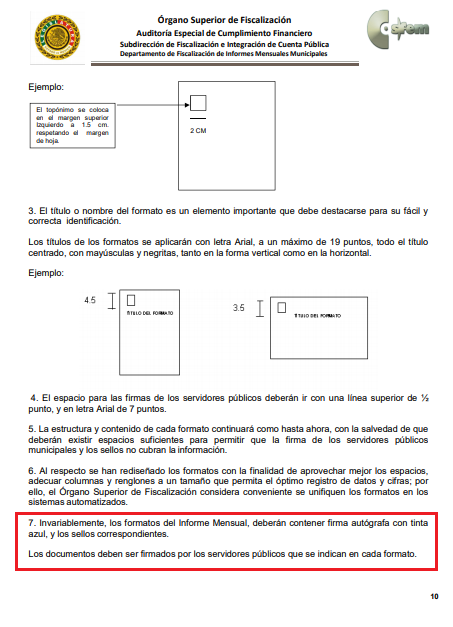 Órgano Superior de Fiscalización
Auditoría Especial de Cumplimiento Financiero
Subdirección de Fiscalización e Integración de Cuenta Pública
Departamento de Fiscalización de Informes Mensuales Municipales
osfem
Ejemplo:
El topónimo se coloca
en el margen superior
Izquierdo a 1.5 cm.
respetando el margen
de hoja.
2 CM
3. El título o nombre del formato es un elemento importante que debe destacarse para su fácil y
correcta identificación.
Los títulos de los formatos se aplicarán con letra Arial, a un máximo de 19 puntos, todo el título
centrado, con mayúsculas y negritas, tanto en la forma vertical como en la horizontal.
Ejemplo:
4.5
TITULO DEL FORMATO
3.5
TITULO DEL FORMATO
4. El espacio para las firmas de los servidores públicos deberán ir con una línea superior de ½
punto, y en letra Arial de 7 puntos.
5. La estructura y contenido de cada formato continuará como hasta ahora, con la salvedad de que
deberán existir espacios suficientes para permitir que la firma de los servidores públicos
municipales y los sellos no cubran la información.
6. Al respecto se han rediseñado los formatos con la finalidad de aprovechar mejor los espacios,
adecuar columnas y renglones a un tamaño que permita el óptimo registro de datos y cifras; por
ello, el Órgano Superior de Fiscalización considera conveniente se unifiquen los formatos en los
sistemas automatizados.
7. Invariablemente, los formatos del Informe Mensual, deberán contener firma autógrafa con tinta
azul, y los sellos correspondientes.
Los documentos deben ser firmados por los servidores públicos que se indican en cada formato.
10